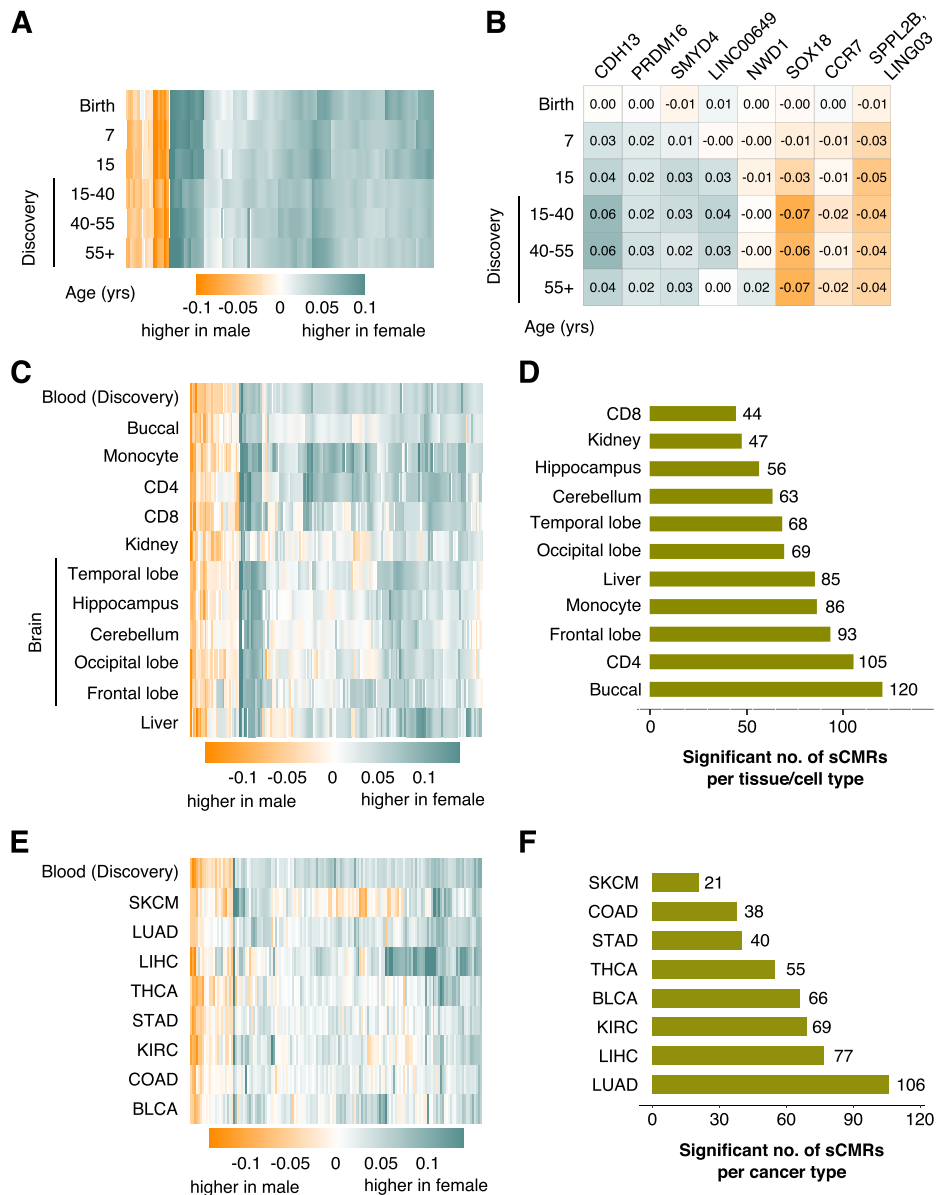 A
Birth
7
15
15-40
40-55
55+
Discovery
Age (yrs)
-0.1 -0.05 0 0.05 0.1
higher in male higher in female
B
CDH13
PRDM16
SMYD4
LINC00649
NWD1
SOX18
CCR7
SPPL2B,
LING03
Birth 0.00 0.00 -0.01 0.01 0.00 -0.00 0.00 -0.01
7 0.03 0.02 0.01 -0.00 -0.00 -0.01 -0.01 -0.03
15 0.04 0.02 0.03 0.03 -0.01 -0.03 -0.01 -0.05
15-40 0.06 0.02 0.03 0.04 -0.00 -0.07 -0.02 -0.04
40-55 0.06 0.03 0.02 0.03 -0.00 -0.06 -0.01 -0.04
55+ 0.04 0.02 0.03 0.00 0.02 -0.07 -0.02 -0.04
Discovery
Age (yrs)
C
Blood (Discovery)
Buccal
Monocyte
CD4
CD8
Kidney
Temporal lobe
Hippocampus
Cerebellum
Occipital lobe
Frontal lobe
Liver
Brain
-0.1 -0.05 0 0.05 0.1
higher in male higher in female
D
CD8 44
Kidney 47
Hippocampus 56
Cerebellum 63
Temporal lobe 68
Occipital lobe 69
Liver 85
Monocyte 86
Frontal lobe 93
CD4 105
Buccal 120
0 50 100
Significant no. of sCMRs
per tissue/cell type
E
Blood (Discovery)
SKCM
LUAD
LIHC
THCA
STAD
KIRC
COAD
BLCA
-0.1 -0.05 0 0.05 0.1
higher in male higher in female
F
SKCM 21
COAD 38
STAD 40
THCA 55
BLCA 66
KIRC 69
LIHC 77
LUAD 106
0 30 60 90 120
Significant no. of sCMRs
per cancer type